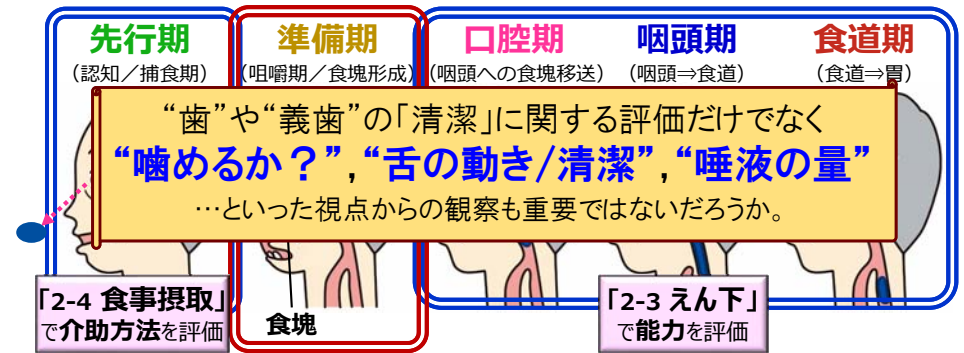 先行期
(認知／捕食期)
準備期
(咀嚼期／食塊形成)
口腔期
(咽頭への食塊移送)
咽頭期
(咽頭⇒食道)
食道期
(食道⇒胃)
“歯”や“義歯”の「清潔」に関する評価だけでなく
“噛めるか？”, “舌の動き/清潔”, “唾液の量”
…といった視点からの観察も重要ではないだろうか。
「2-4 食事摂取」
で介助方法を評価
食塊
「2-3 えん下」
で能力を評価